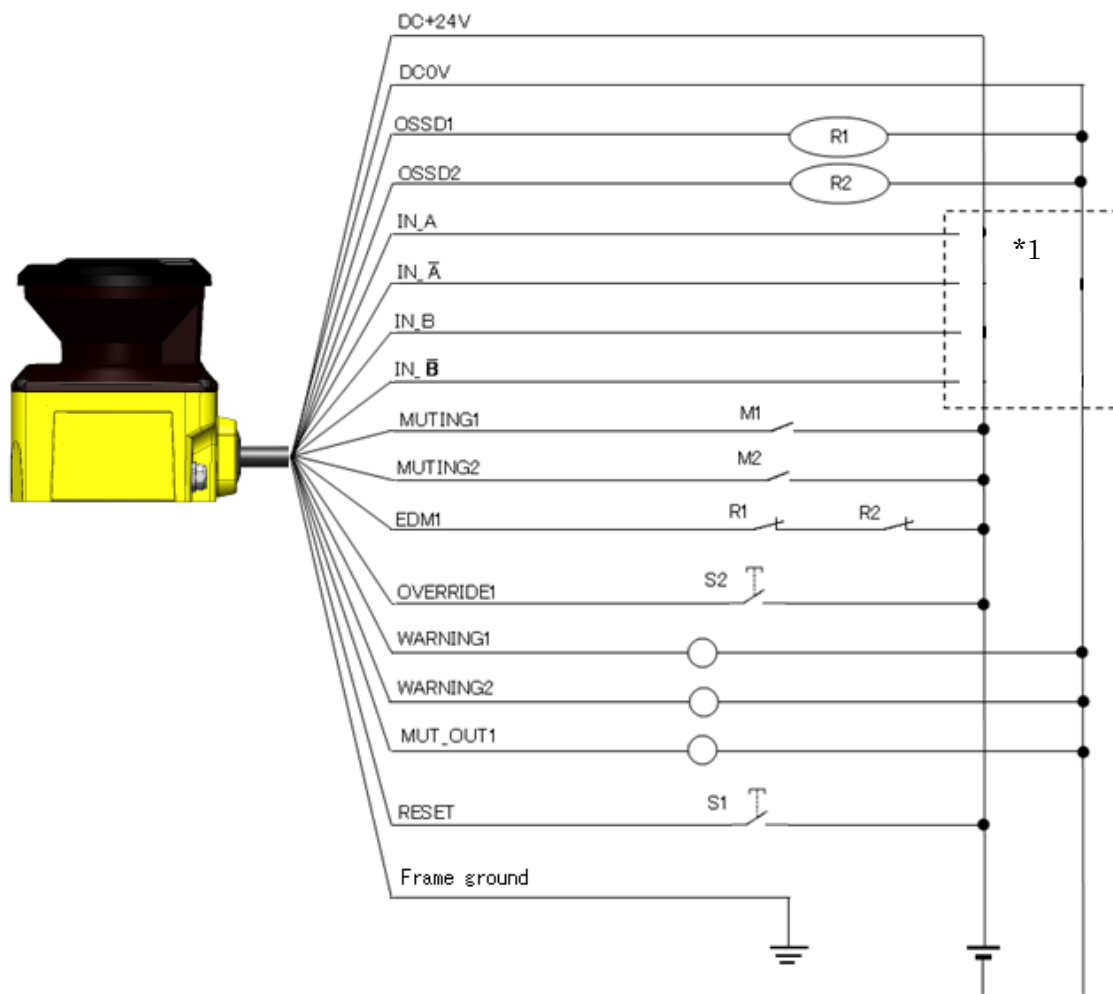 DC+24V
DC0V
OSSD1
R1
OSSD2
R2
IN_A
*1
IN_A̅
IN_B
IN_B̅
MUTING1
M1
MUTING2
M2
EDM1
R1
R2
OVERRIDE1
S2
WARNING1
WARNING2
MUT_OUT1
RESET
S1
Frame ground